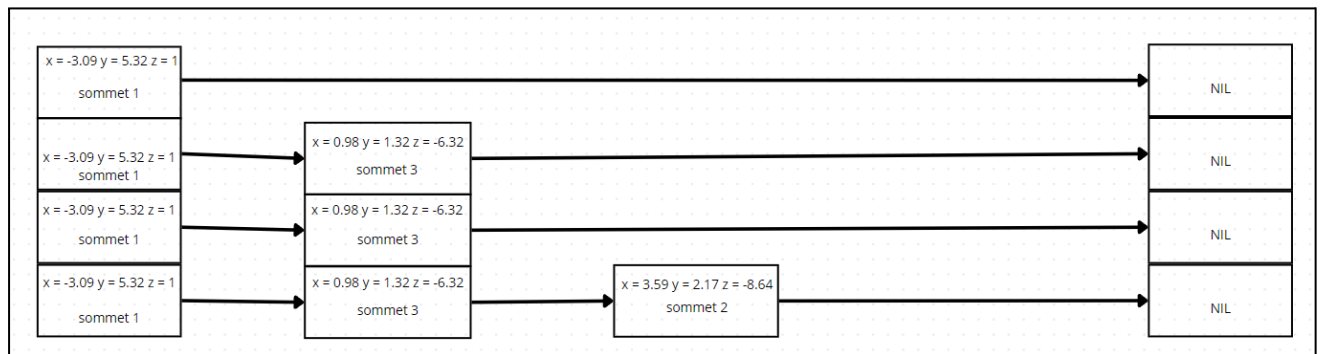 x = -3.09 y = 5.32 z = 1
sommet 1
NIL
x = -3.09 y = 5.32 z = 1
sommet 1
x = 0.98 y = 1.32 z = -6.32
sommet 3
NIL
x = -3.09 y = 5.32 z = 1
sommet 1
x = 0.98 y = 1.32 z = -6.32
sommet 3
NIL
x = -3.09 y = 5.32 z = 1
sommet 1
x = 0.98 y = 1.32 z = -6.32
sommet 3
x = 3.59 y = 2.17 z = -8.64
sommet 2
NIL